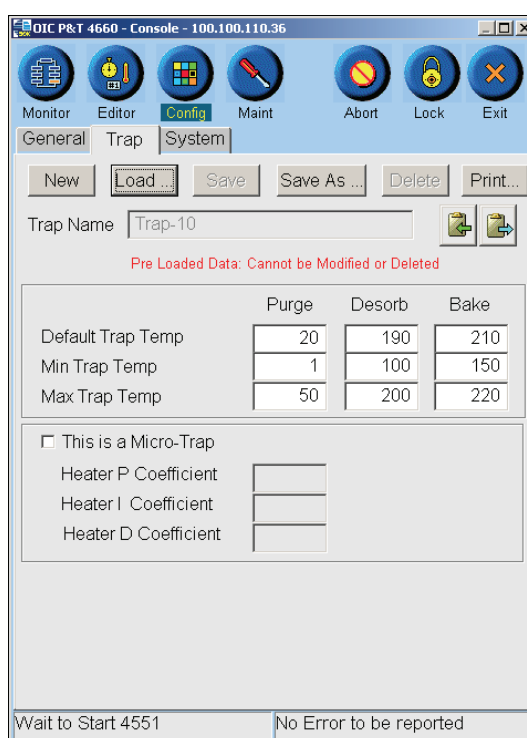 OIC P&T 4660 - Console - 100.100.110.36
Monitor Editor Config Maint Abort Lock Exit
General Trap System
New Load ... Save Save As ... Delete Print...
Trap Name Trap-10
Pre Loaded Data: Cannot be Modified or Deleted
Purge Desorb Bake
Default Trap Temp 20 190 210
Min Trap Temp 1 100 150
Max Trap Temp 50 200 220
This is a Micro-Trap
Heater P Coefficient
Heater I Coefficient
Heater D Coefficient
Wait to Start 4551 No Error to be reported